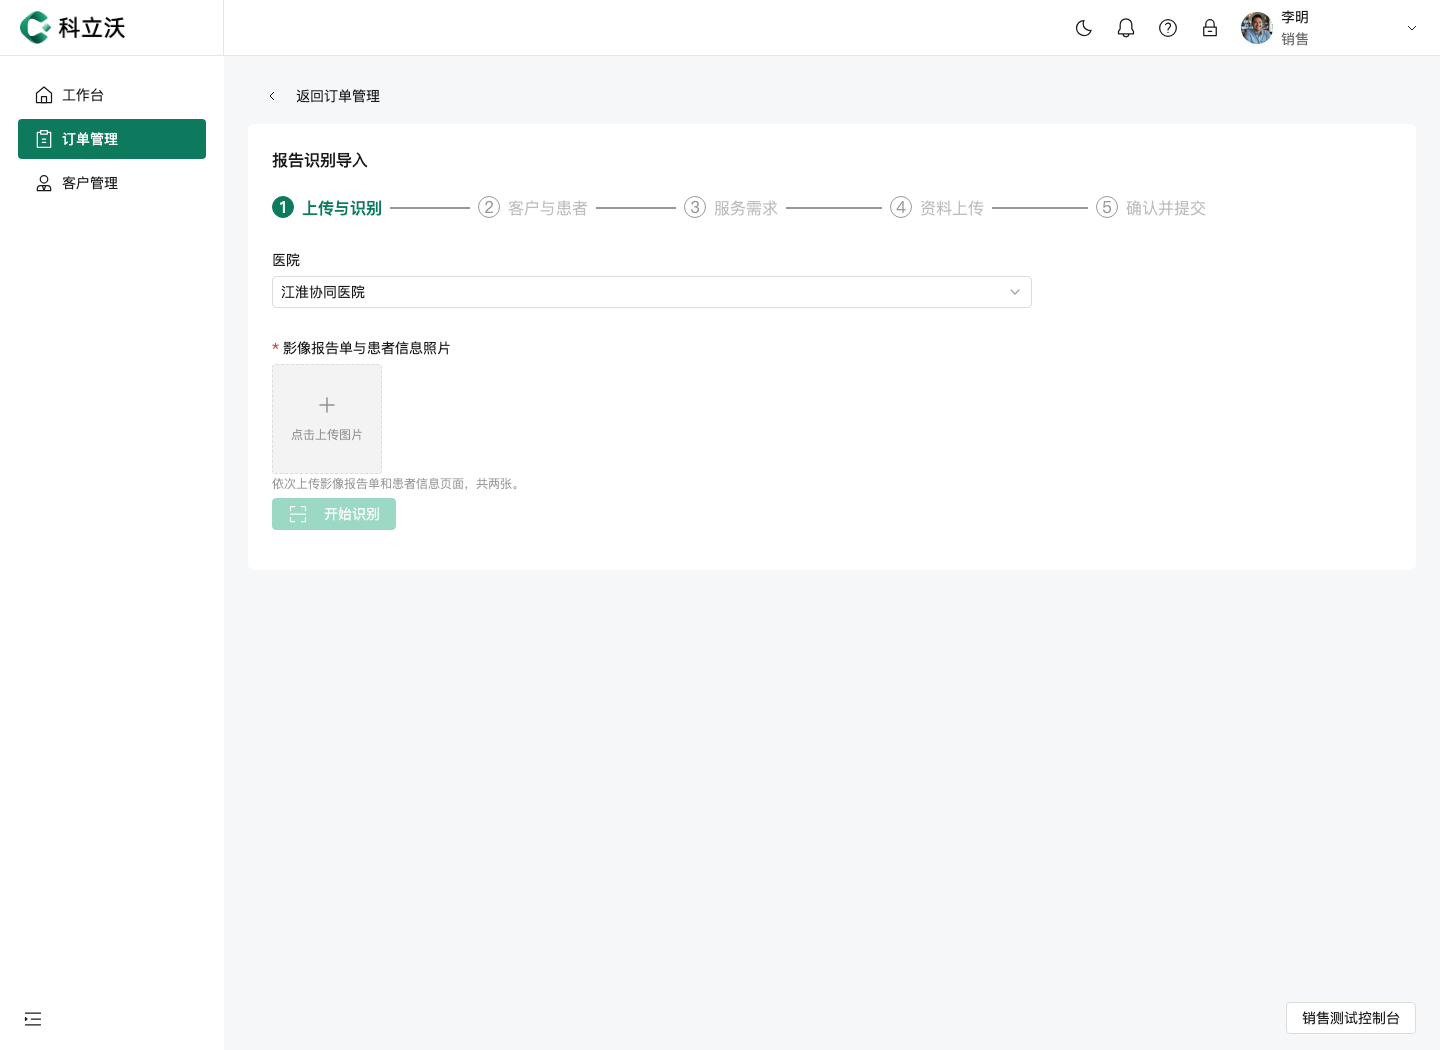 科立沃
李明
销售
工作台
订单管理
客户管理
返回订单管理
报告识别导入
1 上传与识别
2 客户与患者
3 服务需求
4 资料上传
5 确认并提交
医院
江淮协同医院
* 影像报告单与患者信息照片
点击上传图片
依次上传影像报告单和患者信息页面，共两张。
开始识别
销售测试控制台